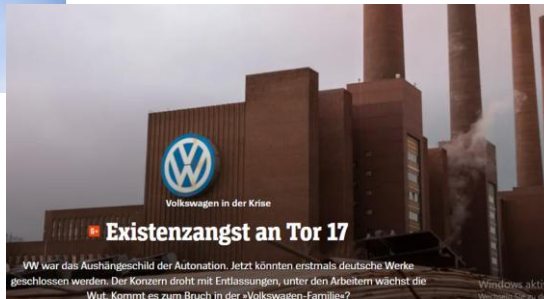 VW
Volkswagen in der Krise
S+ Existenzangst an Tor 17
VW war das Aushängeschild der Autonation. Jetzt könnten erstmals deutsche Werke
geschlossen werden. Der Konzern droht mit Entlassungen, unter den Arbeitern wächst die
Wut. Kommt es zum Bruch in der »Volkswagen-Familie«?
Windows akti